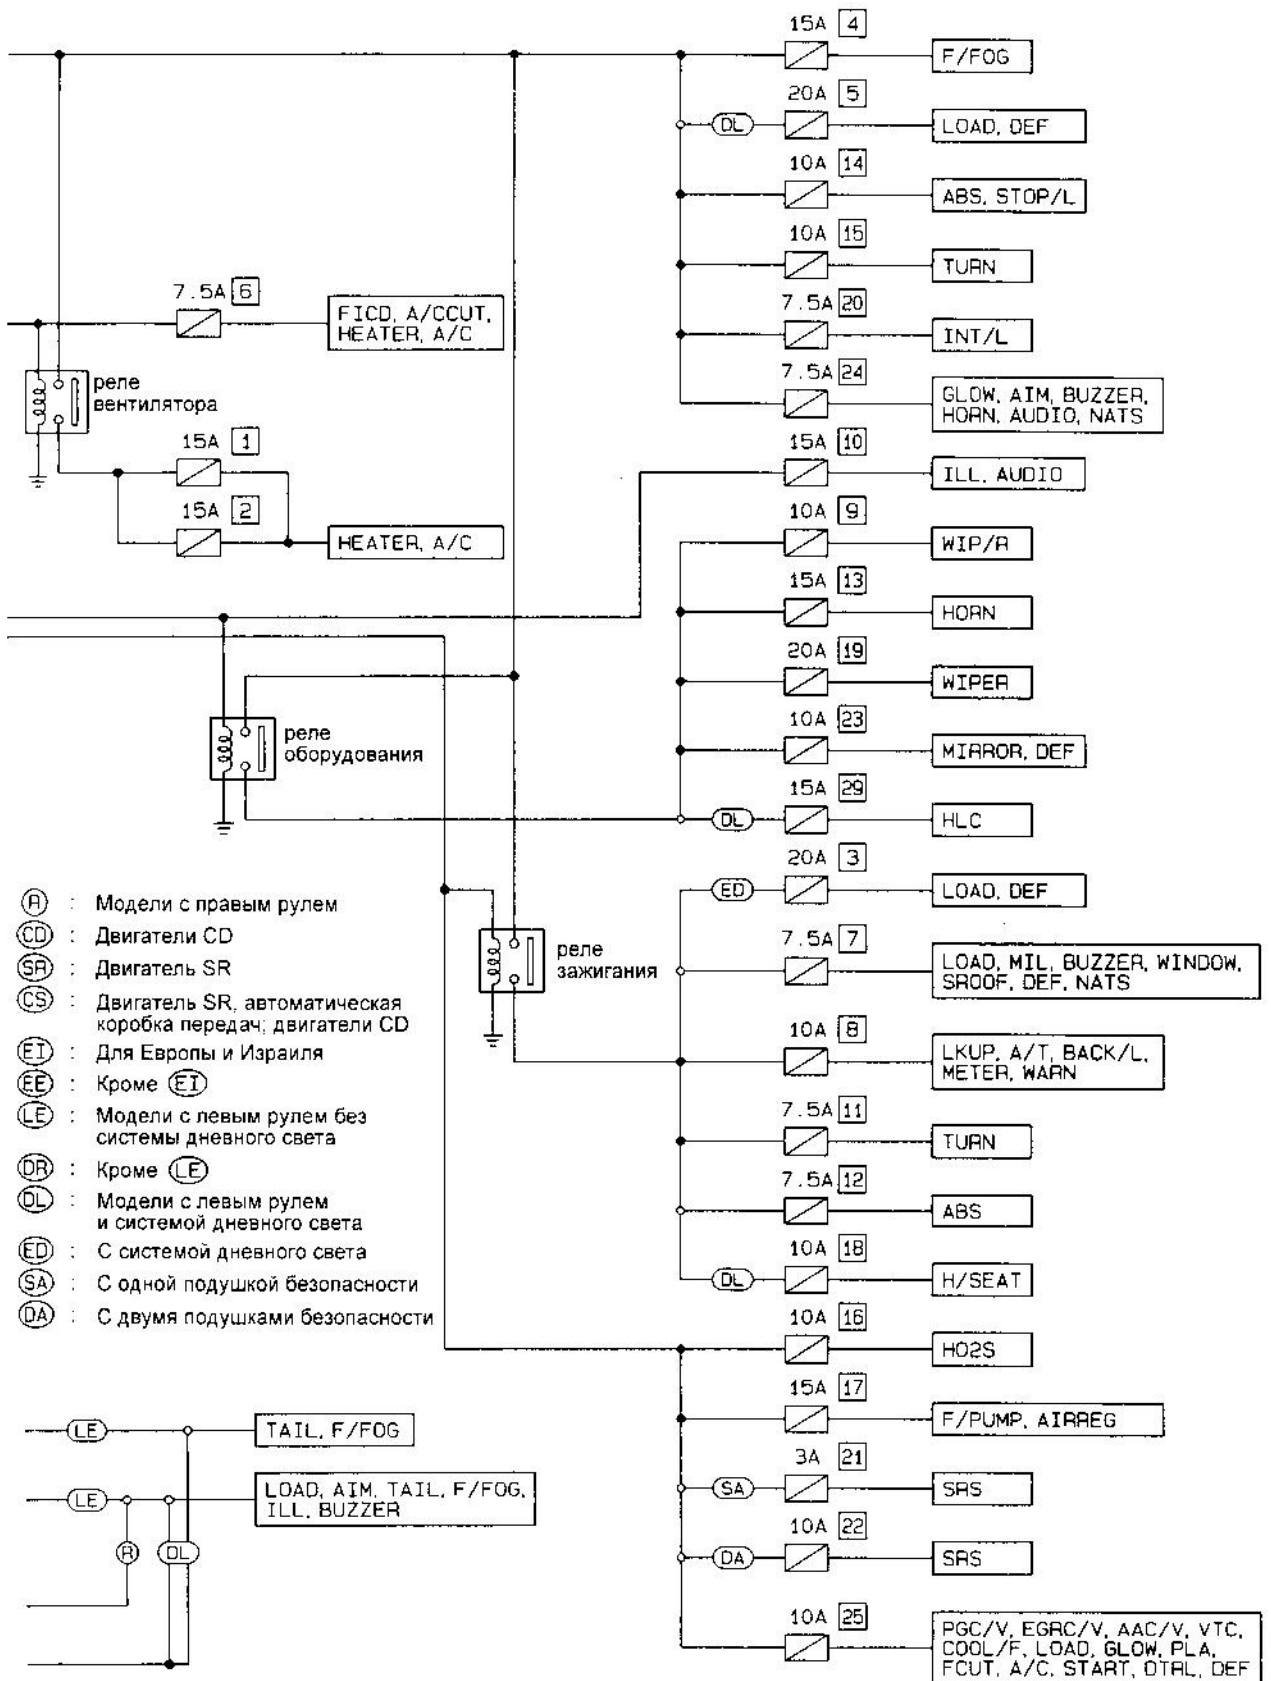 15A 4
F/FOG
20A 5
DL
LOAD, DEF
10A 14
ABS, STOP/L
10A 15
TURN
7.5A 6
FICD, A/CCUT,
HEATER, A/C
7.5A 20
INT/L
реле
вентилятора
7.5A 24
GLOW, AIM, BUZZER,
HORN, AUDIO, NATS
15A 1
15A 10
ILL, AUDIO
15A 2
HEATER, A/C
10A 9
WIP/R
15A 13
HORN
20A 19
WIPER
реле
оборудования
10A 23
MIRROR, DEF
15A 29
DL
HLC
20A 3
ED
LOAD, DEF
реле
зажигания
7.5A 7
LOAD, MIL, BUZZER, WINDOW,
SROOF, DEF, NATS
10A 8
LKUP, A/T, BACK/L,
METER, WARN
7.5A 11
TURN
7.5A 12
ABS
10A 18
DL
H/SEAT
10A 16
HO2S
15A 17
F/PUMP, AIRREG
3A 21
SA
SRS
10A 22
DA
SRS
10A 25
PGC/V, EGRC/V, AAC/V, VTC,
COOL/F, LOAD, GLOW, PLA,
FCUT, A/C, START, DTRL, DEF
R : Модели с правым рулем
CD : Двигатели CD
SR : Двигатель SR
CS : Двигатель SR, автоматическая
коробка передач; двигатели CD
EI : Для Европы и Израиля
EE : Кроме EI
LE : Модели с левым рулем без
системы дневного света
DR : Кроме LE
DL : Модели с левым рулем
и системой дневного света
ED : С системой дневного света
SA : С одной подушкой безопасности
DA : С двумя подушками безопасности
LE
TAIL, F/FOG
LE
LOAD, AIM, TAIL, F/FOG,
ILL, BUZZER
R
DL